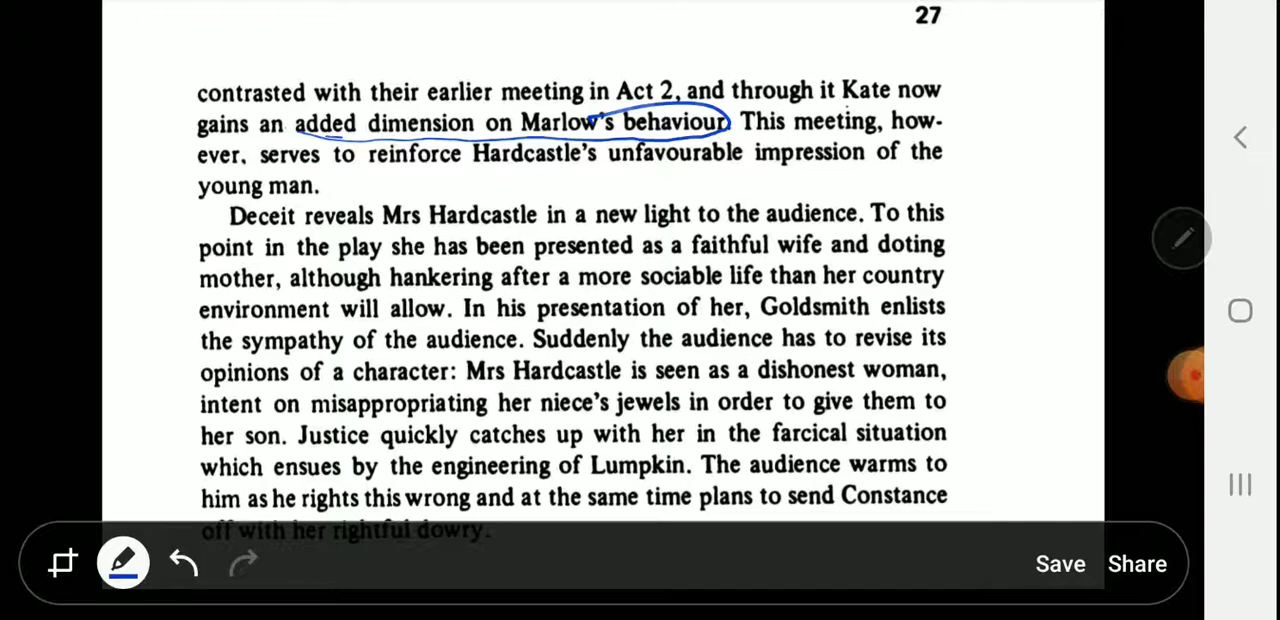 27
contrasted with their earlier meeting in Act 2, and through it Kate now
gains an added dimension on Marlow's behaviour. This meeting, how-
ever, serves to reinforce Hardcastle's unfavourable impression of the
young man.
Deceit reveals Mrs Hardcastle in a new light to the audience. To this
point in the play she has been presented as a faithful wife and doting
mother, although hankering after a more sociable life than her country
environment will allow. In his presentation of her, Goldsmith enlists
the sympathy of the audience. Suddenly the audience has to revise its
opinions of a character: Mrs Hardcastle is seen as a dishonest woman,
intent on misappropriating her niece's jewels in order to give them to
her son. Justice quickly catches up with her in the farcical situation
which ensues by the engineering of Lumpkin. The audience warms to
him as he rights this wrong and at the same time plans to send Constance
off with her rightful dowry.
Save Share